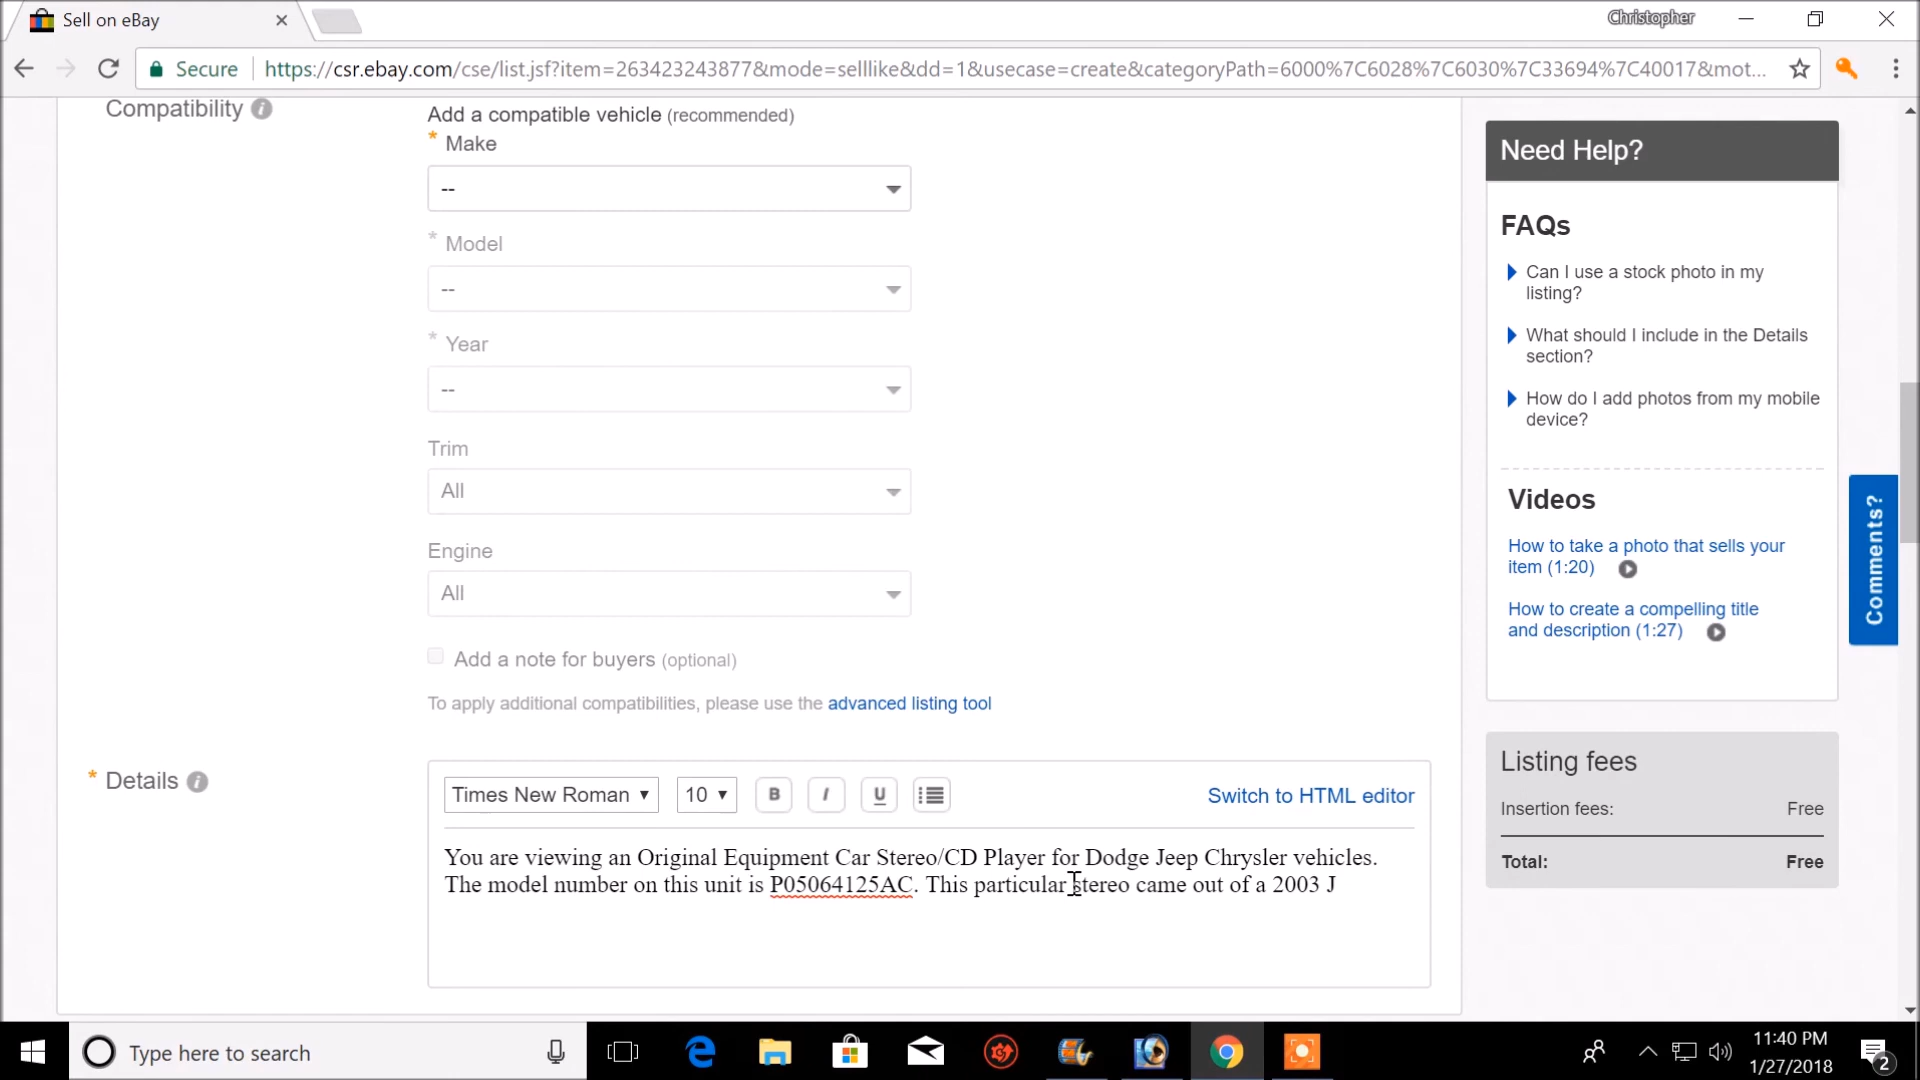 Sell on eBay
Christopher
Secure
https://csr.ebay.com/cse/list.jsf?item=263423243877&mode=selllike&dd=1&usecase=create&categoryPath=6000%7C6028%7C6030%7C33694%7C40017&mot...
Compatibility
Add a compatible vehicle (recommended)
* Make
--
* Model
--
* Year
--
Trim
All
Engine
All
Add a note for buyers (optional)
To apply additional compatibilities, please use the advanced listing tool
* Details
Times New Roman
10
B
I
U
Switch to HTML editor
You are viewing an Original Equipment Car Stereo/CD Player for Dodge Jeep Chrysler vehicles.
The model number on this unit is P05064125AC. This particular stereo came out of a 2003 J
Need Help?
FAQs
Can I use a stock photo in my
listing?
What should I include in the Details
section?
How do I add photos from my mobile
device?
Videos
How to take a photo that sells your
item (1:20)
How to create a compelling title
and description (1:27)
Comments?
Listing fees
Insertion fees: Free
Total: Free
Type here to search
11:40 PM
1/27/2018
2